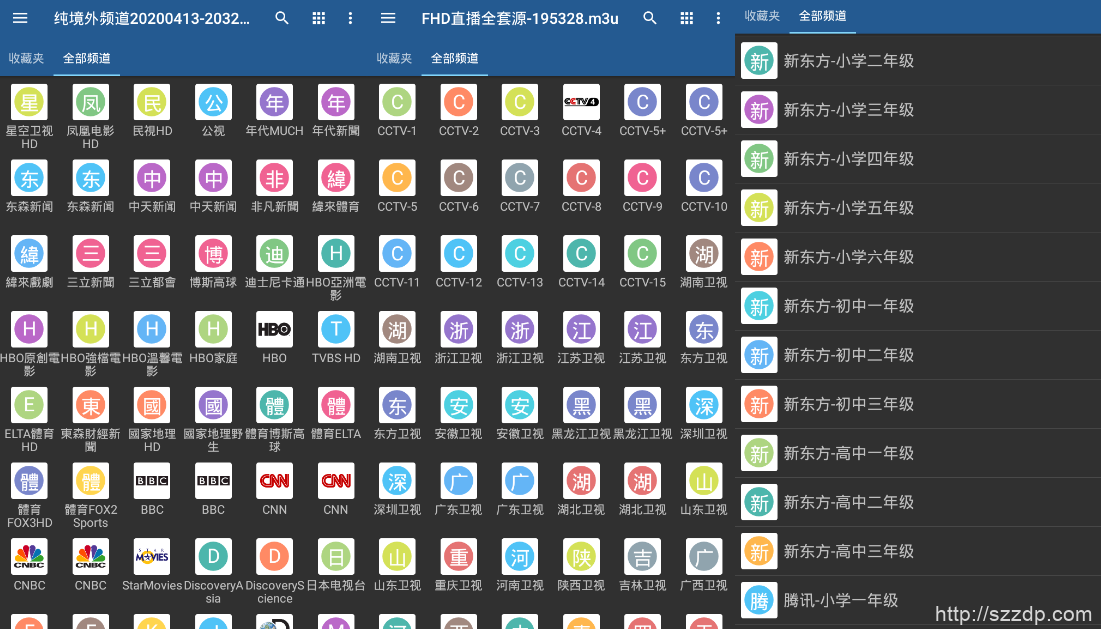 纯境外频道20200413-2032...
收藏夹 全部频道
星 凤 民 公 年 年
星空卫视 凤凰电影 民視HD 公视 年代MUCH 年代新聞
HD HD
东 东 中 中 非 緯
东森新闻 东森新闻 中天新闻 中天新闻 非凡新聞 緯來體育
緯 三 三 博 迪 H
緯來戲劇 三立新聞 三立都會 博斯高球 迪士尼卡通 HBO亞洲電
影
H H H H HBO T
HBO原創電 HBO強檔電 HBO溫馨電 HBO家庭 HBO TVBS HD
影 影 影
E 東 國 國 體 體
ELTA體育 東森財經新 國家地理 國家地理野 體育博斯高 體育ELTA
HD 聞 HD 生 球
體 體 BBC BBC CNN CNN
體育 體育FOX2 BBC BBC CNN CNN
FOX3HD Sports
CNBC CNBC MOVIES D D 日
CNBC CNBC StarMovies DiscoveryA DiscoveryS 日本电视台
sia cience
FHD直播全套源-195328.m3u
收藏夹 全部频道
C C C CCTV4 C C
CCTV-1 CCTV-2 CCTV-3 CCTV-4 CCTV-5+ CCTV-5+
C C C C C C
CCTV-5 CCTV-6 CCTV-7 CCTV-8 CCTV-9 CCTV-10
C C C C C 湖
CCTV-11 CCTV-12 CCTV-13 CCTV-14 CCTV-15 湖南卫视
湖 浙 浙 江 江 东
湖南卫视 浙江卫视 浙江卫视 江苏卫视 江苏卫视 东方卫视
东 安 安 黑 黑 深
东方卫视 安徽卫视 安徽卫视 黑龙江卫视 黑龙江卫视 深圳卫视
深 广 广 湖 湖 山
深圳卫视 广东卫视 广东卫视 湖北卫视 湖北卫视 山东卫视
山 重 河 陕 吉 广
山东卫视 重庆卫视 河南卫视 陕西卫视 吉林卫视 广西卫视
收藏夹 全部频道
新 新东方-小学二年级
新 新东方-小学三年级
新 新东方-小学四年级
新 新东方-小学五年级
新 新东方-小学六年级
新 新东方-初中一年级
新 新东方-初中二年级
新 新东方-初中三年级
新 新东方-高中一年级
新 新东方-高中二年级
新 新东方-高中三年级
腾 腾讯-小学一年级
http://szzdp.com